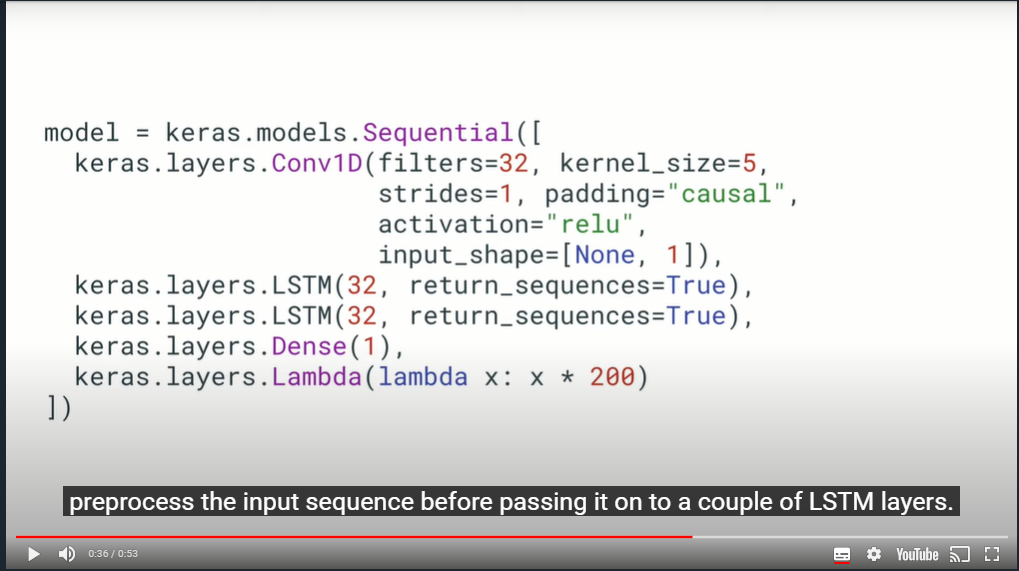 model = keras.models.Sequential([
  keras.layers.Conv1D(filters=32, kernel_size=5,
                      strides=1, padding="causal",
                      activation="relu",
                      input_shape=[None, 1]),
  keras.layers.LSTM(32, return_sequences=True),
  keras.layers.LSTM(32, return_sequences=True),
  keras.layers.Dense(1),
  keras.layers.Lambda(lambda x: x * 200)
])
preprocess the input sequence before passing it on to a couple of LSTM layers.
0:36 / 0:53
YouTube